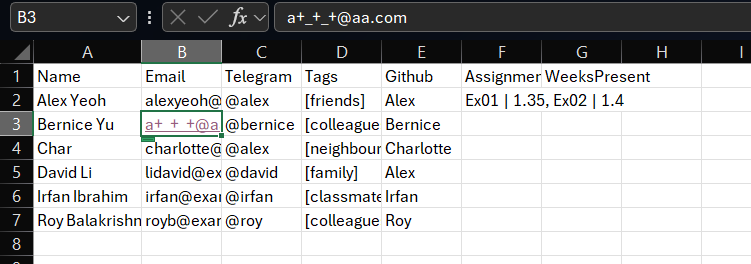 B3 fx a+_+_+@aa.com
A B C D E F G H I
1 Name Email Telegram Tags Github Assignmen WeeksPresent
2 Alex Yeoh alexyeoh@ @alex [friends] Alex Ex01 | 1.35, Ex02 | 1.4
3 Bernice Yu a+_+_+@a @bernice [colleague Bernice
4 Char charlotte@ @alex [neighbour Charlotte
5 David Li lidavid@ex @david [family] Alex
6 Irfan Ibrahim irfan@exa @irfan [classmate Irfan
7 Roy Balakrishn royb@exar @roy [colleague Roy
8